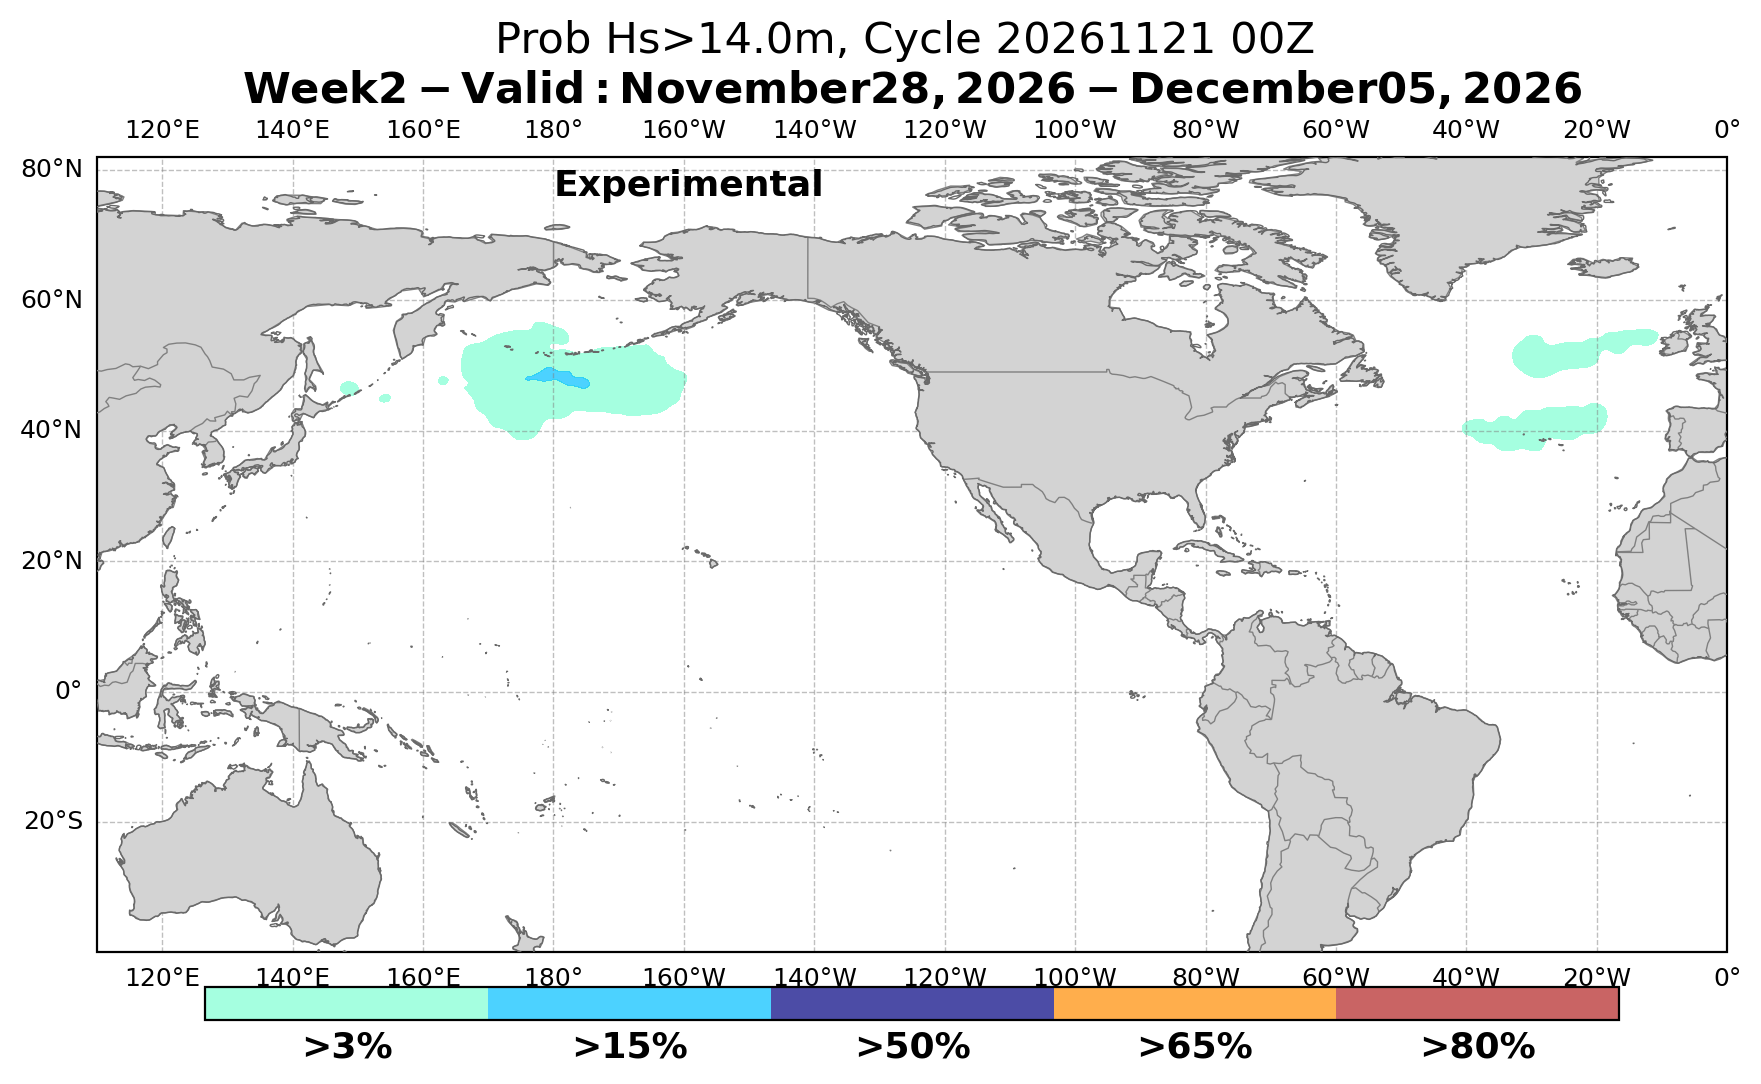 Prob Hs>14.0m, Cycle 20261121 00Z
Week2 – Valid : November28, 2026 – December05, 2026
120°E 140°E 160°E 180° 160°W 140°W 120°W 100°W 80°W 60°W 40°W 20°W 0°
80°N
Experimental
60°N
40°N
20°N
0°
20°S
120°E 140°E 160°E 180° 160°W 140°W 120°W 100°W 80°W 60°W 40°W 20°W 0°
>3% >15% >50% >65% >80%